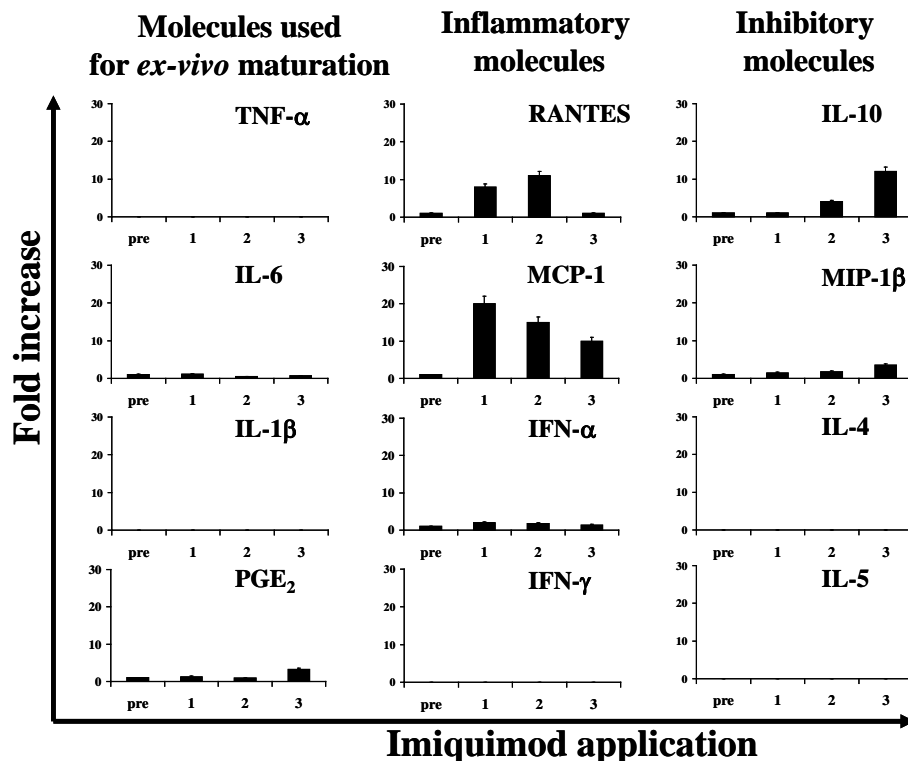 Molecules used
for ex-vivo maturation
Inflammatory
molecules
Inhibitory
molecules
Fold increase
TNF-α
30
20
10
0
pre 1 2 3
RANTES
30
20
10
0
pre 1 2 3
IL-10
30
20
10
0
pre 1 2 3
IL-6
30
20
10
0
pre 1 2 3
MCP-1
30
20
10
0
pre 1 2 3
MIP-1β
30
20
10
0
pre 1 2 3
IL-1β
30
20
10
0
pre 1 2 3
IFN-α
30
20
10
0
pre 1 2 3
IL-4
30
20
10
0
pre 1 2 3
PGE₂
30
20
10
0
pre 1 2 3
IFN-γ
30
20
10
0
pre 1 2 3
IL-5
30
20
10
0
pre 1 2 3
Imiquimod application